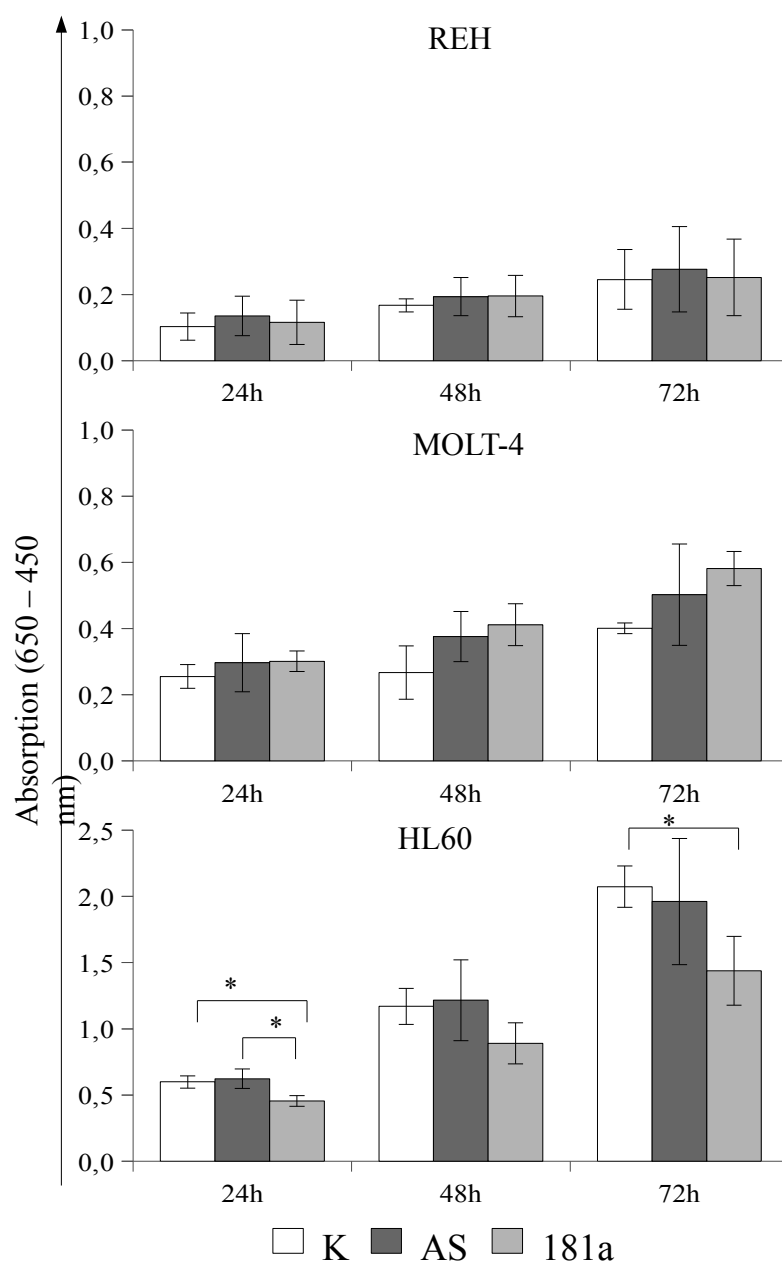 REH
1,0
0,8
0,6
0,4
0,2
0,0
24h 48h 72h
MOLT-4
1,0
0,8
0,6
0,4
0,2
0,0
24h 48h 72h
Absorption (650 – 450
nm)
HL60
2,5
2,0
1,5
1,0
0,5
0,0
*
*
*
24h 48h 72h
K AS 181a